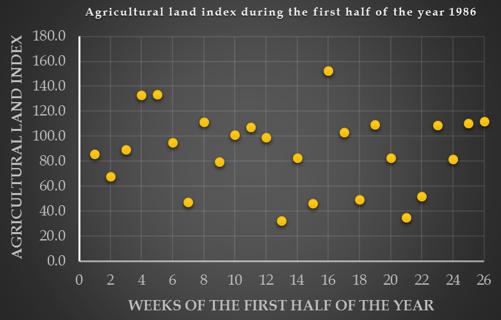 Agricultural land index during the first half of the year 1986
AGRICULTURAL LAND INDEX
180.0
160.0
140.0
120.0
100.0
80.0
60.0
40.0
20.0
0.0
0 2 4 6 8 10 12 14 16 18 20 22 24 26
WEEKS OF THE FIRST HALF OF THE YEAR